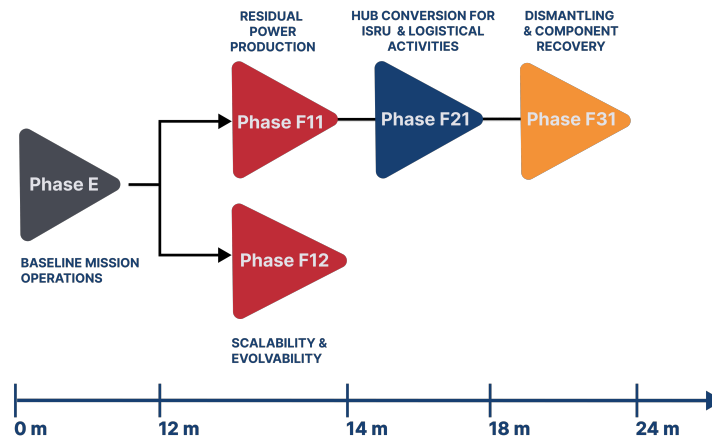 RESIDUAL
POWER
PRODUCTION
HUB CONVERSION FOR
ISRU & LOGISTICAL
ACTIVITIES
DISMANTLING
& COMPONENT
RECOVERY
Phase F11
Phase F21
Phase F31
Phase E
BASELINE MISSION
OPERATIONS
Phase F12
SCALABILITY &
EVOLVABILITY
0 m
12 m
14 m
18 m
24 m